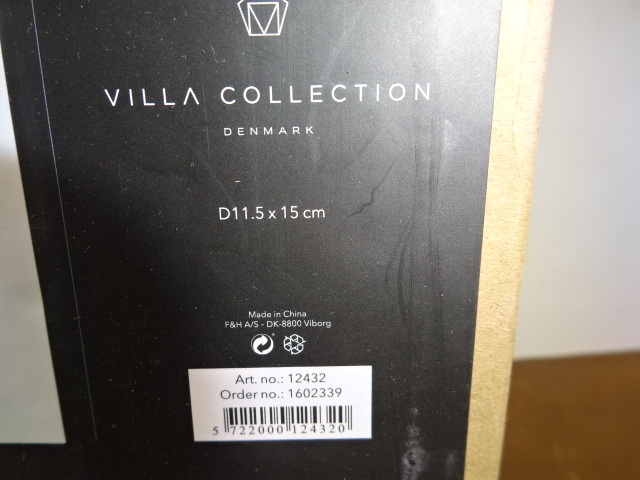 VILLA COLLECTION
DENMARK
D11.5 x 15 cm
Made in China
F&H A/S - DK-8800 Viborg
Art. no.: 12432
Order no.: 1602339
5 722000 124320